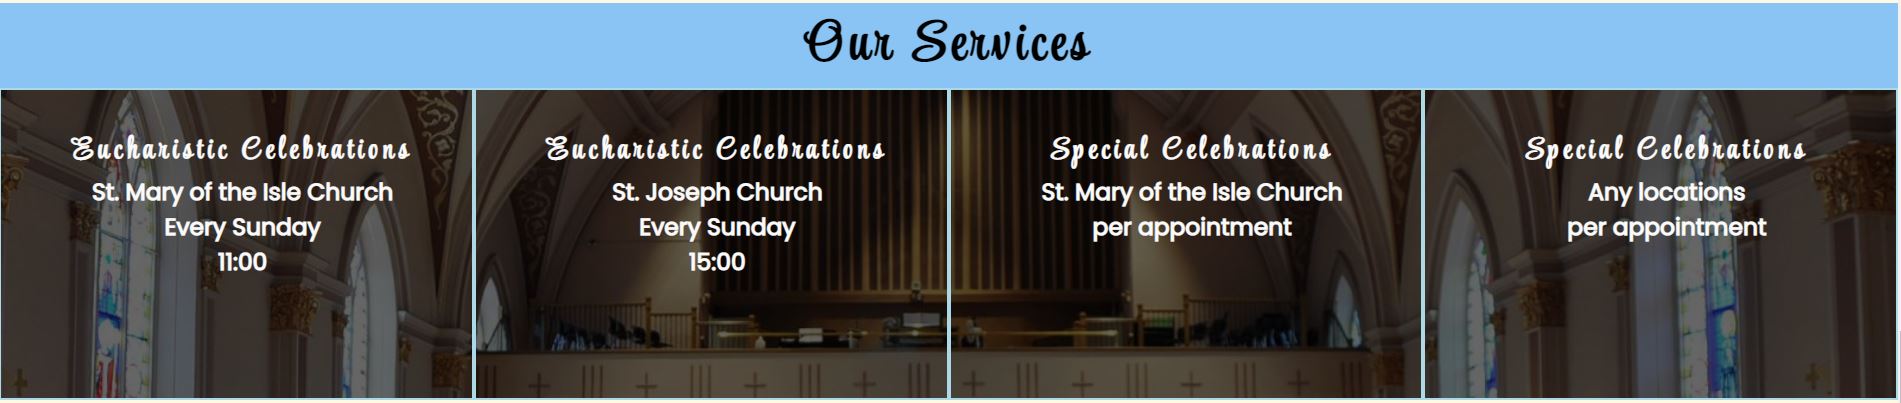 Our Services
Eucharistic Celebrations
St. Mary of the Isle Church
Every Sunday
11:00
Eucharistic Celebrations
St. Joseph Church
Every Sunday
15:00
Special Celebrations
St. Mary of the Isle Church
per appointment
Special Celebrations
Any locations
per appointment